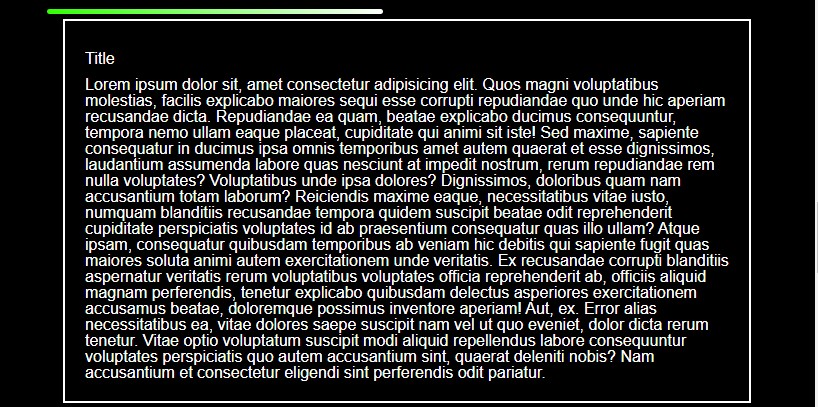 Title
Lorem ipsum dolor sit, amet consectetur adipisicing elit. Quos magni voluptatibus
molestias, facilis explicabo maiores sequi esse corrupti repudiandae quo unde hic aperiam
recusandae dicta. Repudiandae ea quam, beatae explicabo ducimus consequuntur,
tempora nemo ullam eaque placeat, cupiditate qui animi sit iste! Sed maxime, sapiente
consequatur in ducimus ipsa omnis temporibus amet autem quaerat et esse dignissimos,
laudantium assumenda labore quas nesciunt at impedit nostrum, rerum repudiandae rem
nulla voluptates? Voluptatibus unde ipsa dolores? Dignissimos, doloribus quam nam
accusantium totam laborum? Reiciendis maxime eaque, necessitatibus vitae iusto,
numquam blanditiis recusandae tempora quidem suscipit beatae odit reprehenderit
cupiditate perspiciatis voluptates id ab praesentium consequatur quas illo ullam? Atque
ipsam, consequatur quibusdam temporibus ab veniam hic debitis qui sapiente fugit quas
maiores soluta animi autem exercitationem unde veritatis. Ex recusandae corrupti blanditiis
aspernatur veritatis rerum voluptatibus voluptates officia reprehenderit ab, officiis aliquid
magnam perferendis, tenetur explicabo quibusdam delectus asperiores exercitationem
accusamus beatae, doloremque possimus inventore aperiam! Aut, ex. Error alias
necessitatibus ea, vitae dolores saepe suscipit nam vel ut quo eveniet, dolor dicta rerum
tenetur. Vitae optio voluptatum suscipit modi aliquid repellendus labore consequuntur
voluptates perspiciatis quo autem accusantium sint, quaerat deleniti nobis? Nam
accusantium et consectetur eligendi sint perferendis odit pariatur.